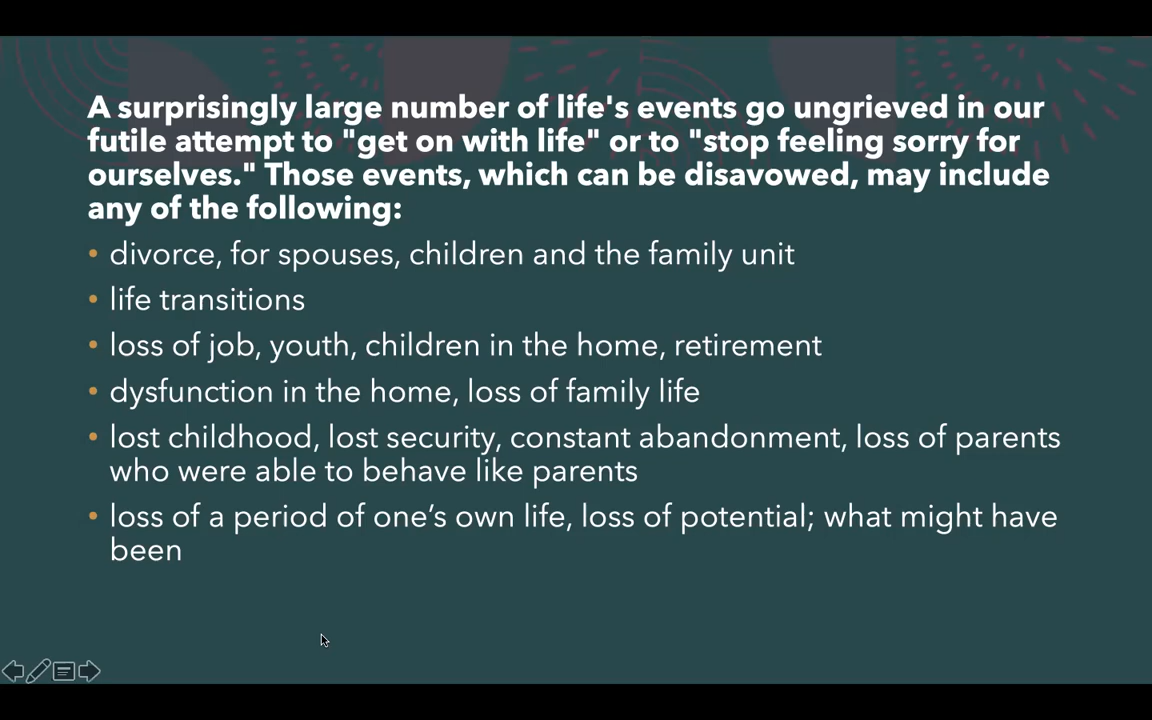 A surprisingly large number of life's events go ungrieved in our
futile attempt to "get on with life" or to "stop feeling sorry for
ourselves." Those events, which can be disavowed, may include
any of the following:
• divorce, for spouses, children and the family unit
• life transitions
• loss of job, youth, children in the home, retirement
• dysfunction in the home, loss of family life
• lost childhood, lost security, constant abandonment, loss of parents
who were able to behave like parents
• loss of a period of one’s own life, loss of potential; what might have
been